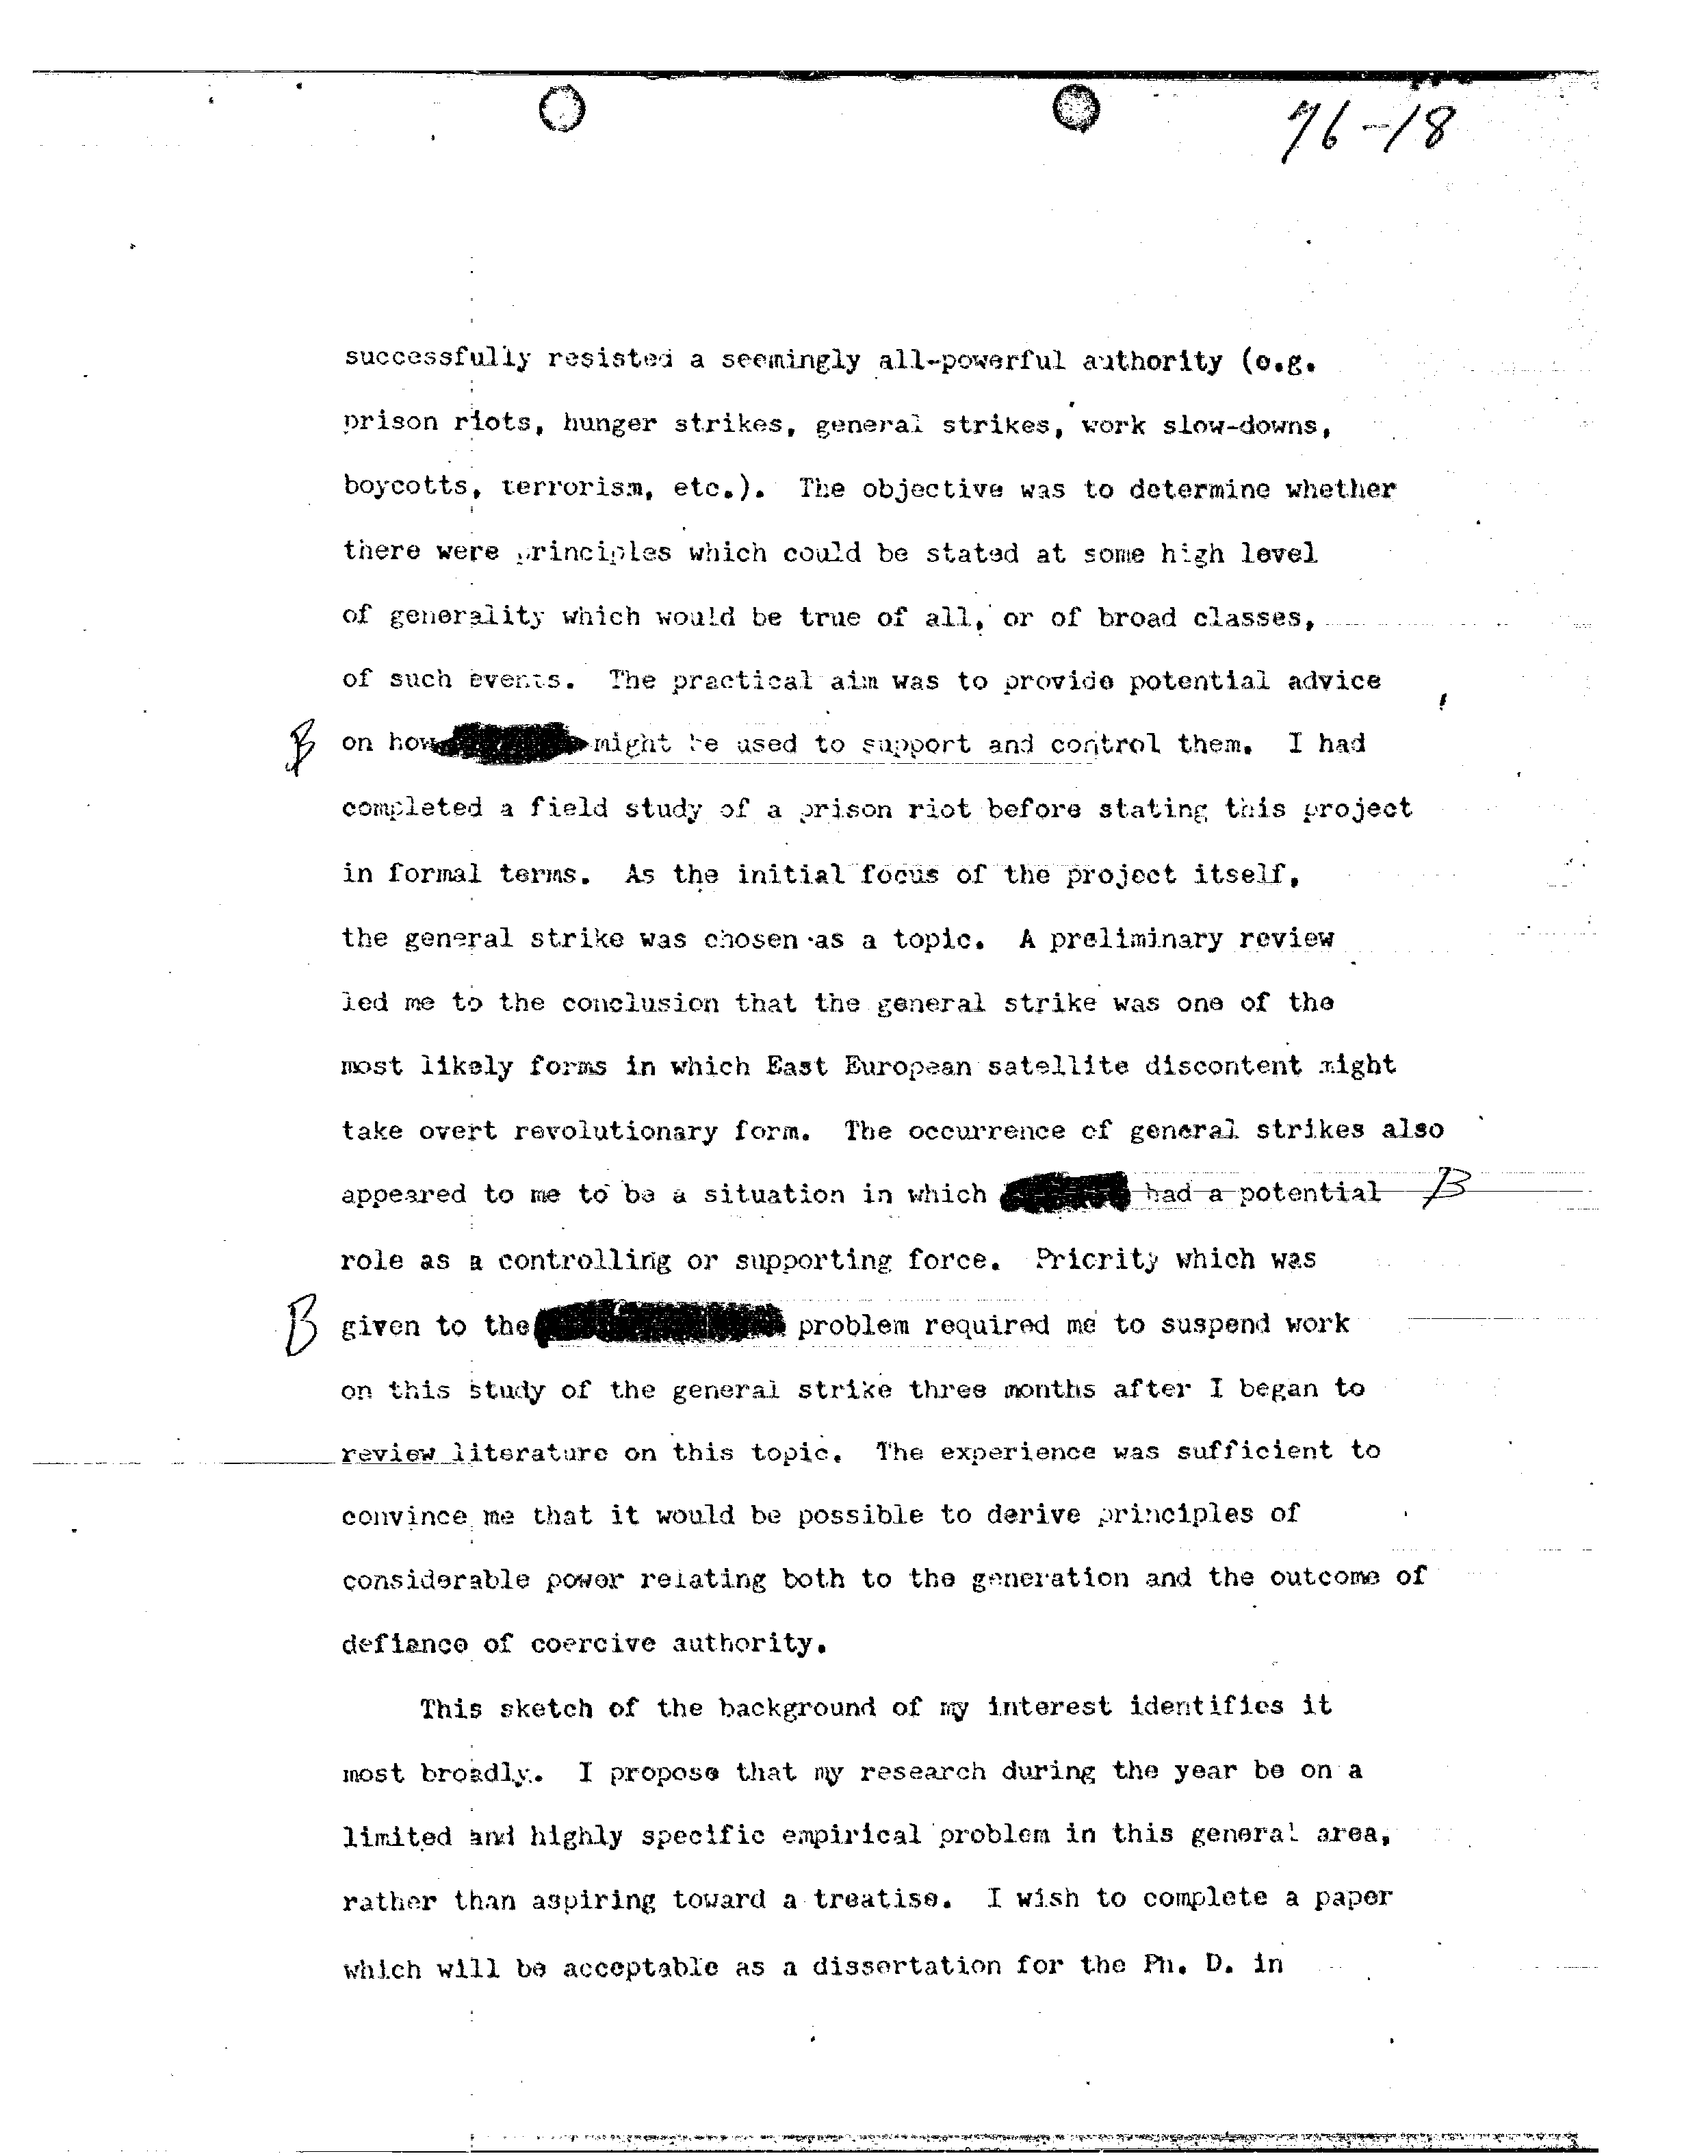 76-18
successfully resisted a seemingly all-powerful authority (e.g.
prison riots, hunger strikes, general strikes, work slow-downs,
boycotts, terrorism, etc.). The objective was to determine whether
there were principles which could be stated at some high level
of generality which would be true of all, or of broad classes,
of such events. The practical aim was to provide potential advice
B on how might be used to support and control them. I had
completed a field study of a prison riot before stating this project
in formal terms. As the initial focus of the project itself,
the general strike was chosen as a topic. A preliminary review
led me to the conclusion that the general strike was one of the
most likely forms in which East European satellite discontent might
take overt revolutionary form. The occurrence of general strikes also
appeared to me to be a situation in which had a potential B
role as a controlling or supporting force. Priority which was
B given to the problem required me to suspend work
on this study of the general strike three months after I began to
review literature on this topic. The experience was sufficient to
convince me that it would be possible to derive principles of
considerable power relating both to the generation and the outcome of
defiance of coercive authority.
This sketch of the background of my interest identifies it
most broadly. I propose that my research during the year be on a
limited and highly specific empirical problem in this general area,
rather than aspiring toward a treatise. I wish to complete a paper
which will be acceptable as a dissertation for the Ph. D. in